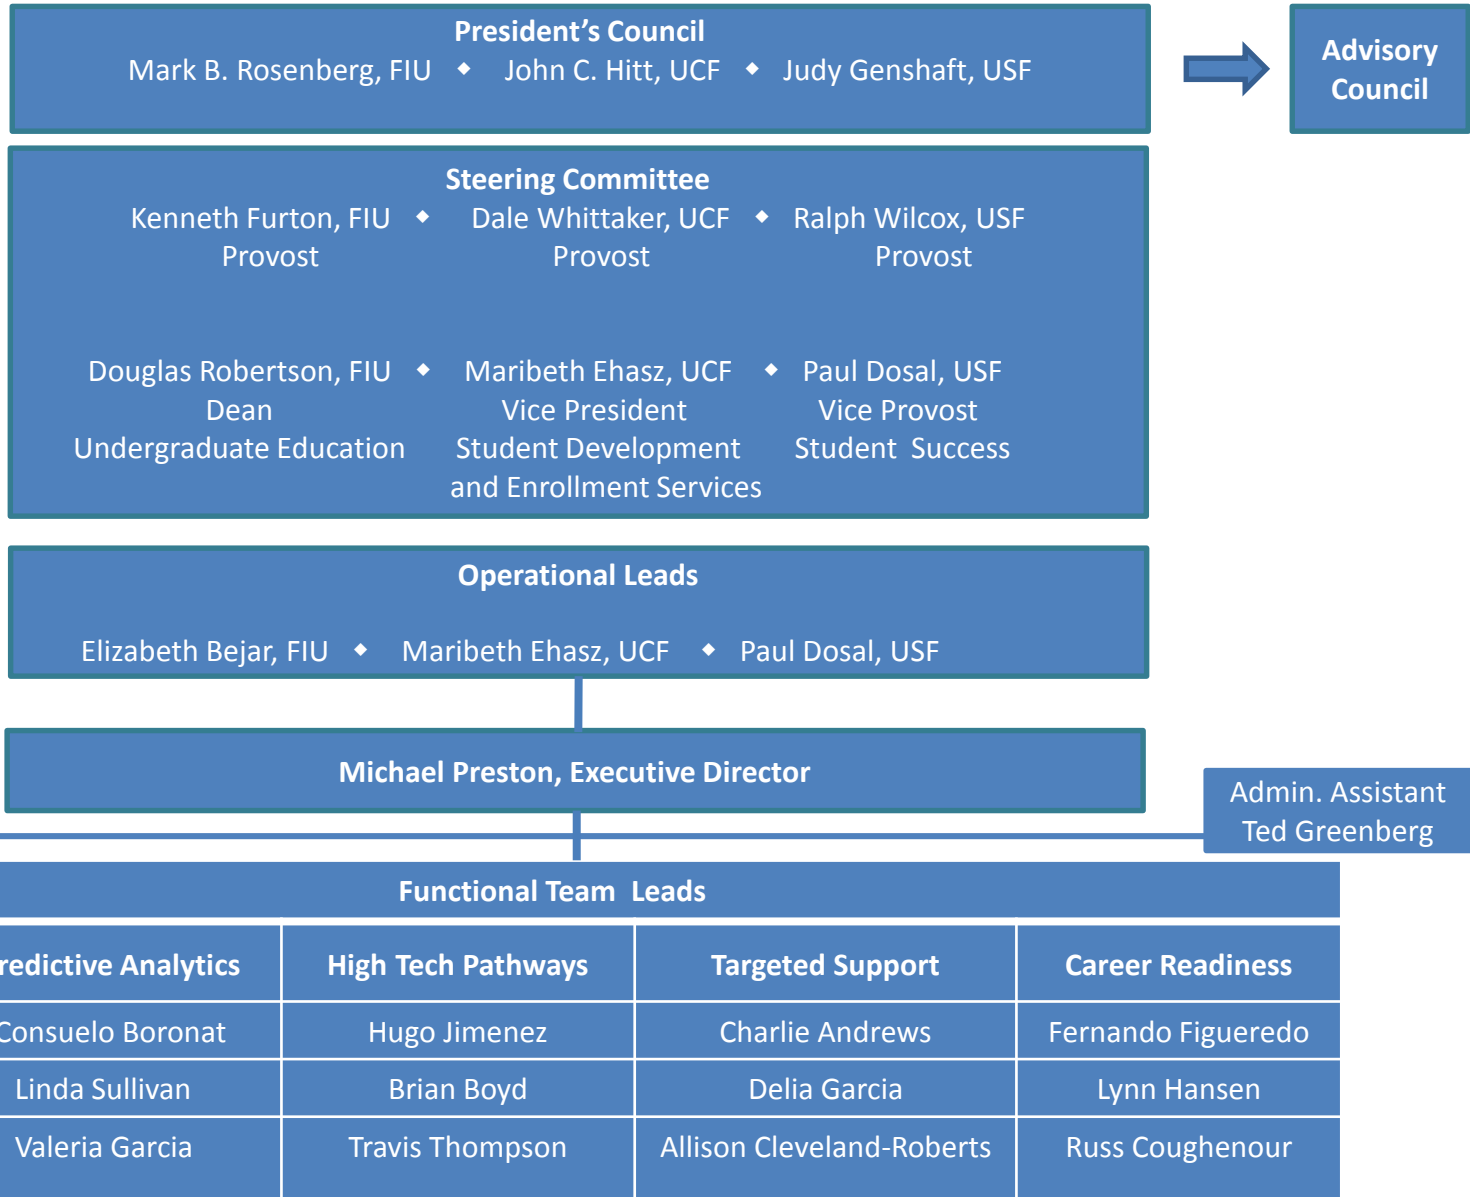 President’s Council
Mark B. Rosenberg, FIU ◆ John C. Hitt, UCF ◆ Judy Genshaft, USF
Advisory
Council
Steering Committee
Kenneth Furton, FIU ◆ Dale Whittaker, UCF ◆ Ralph Wilcox, USF
Provost Provost Provost
Douglas Robertson, FIU ◆ Maribeth Ehasz, UCF ◆ Paul Dosal, USF
Dean Vice President Vice Provost
Undergraduate Education Student Development Student Success
and Enrollment Services
Operational Leads
Elizabeth Bejar, FIU ◆ Maribeth Ehasz, UCF ◆ Paul Dosal, USF
Michael Preston, Executive Director
Admin. Assistant
Ted Greenberg
Functional Team Leads
redictive Analytics High Tech Pathways Targeted Support Career Readiness
Consuelo Boronat Hugo Jimenez Charlie Andrews Fernando Figueredo
Linda Sullivan Brian Boyd Delia Garcia Lynn Hansen
Valeria Garcia Travis Thompson Allison Cleveland-Roberts Russ Coughenour